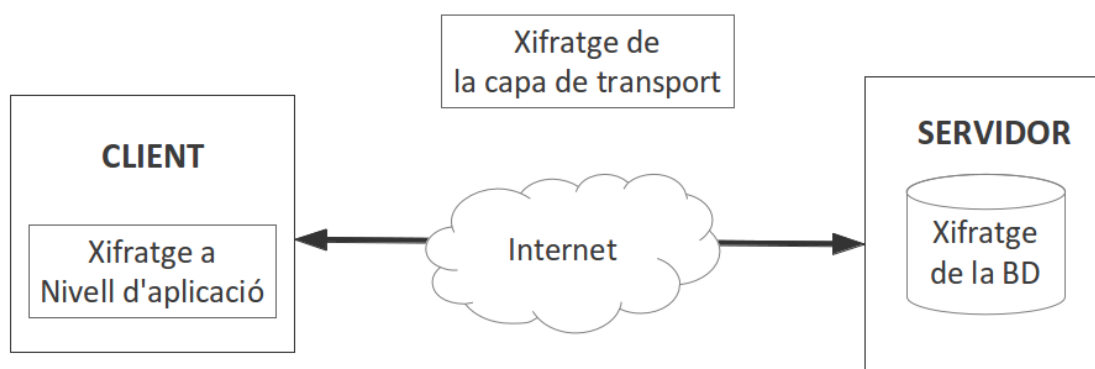 Xifratge de
la capa de transport
CLIENT
Xifratge a
Nivell d'aplicació
Internet
SERVIDOR
Xifratge
de la BD